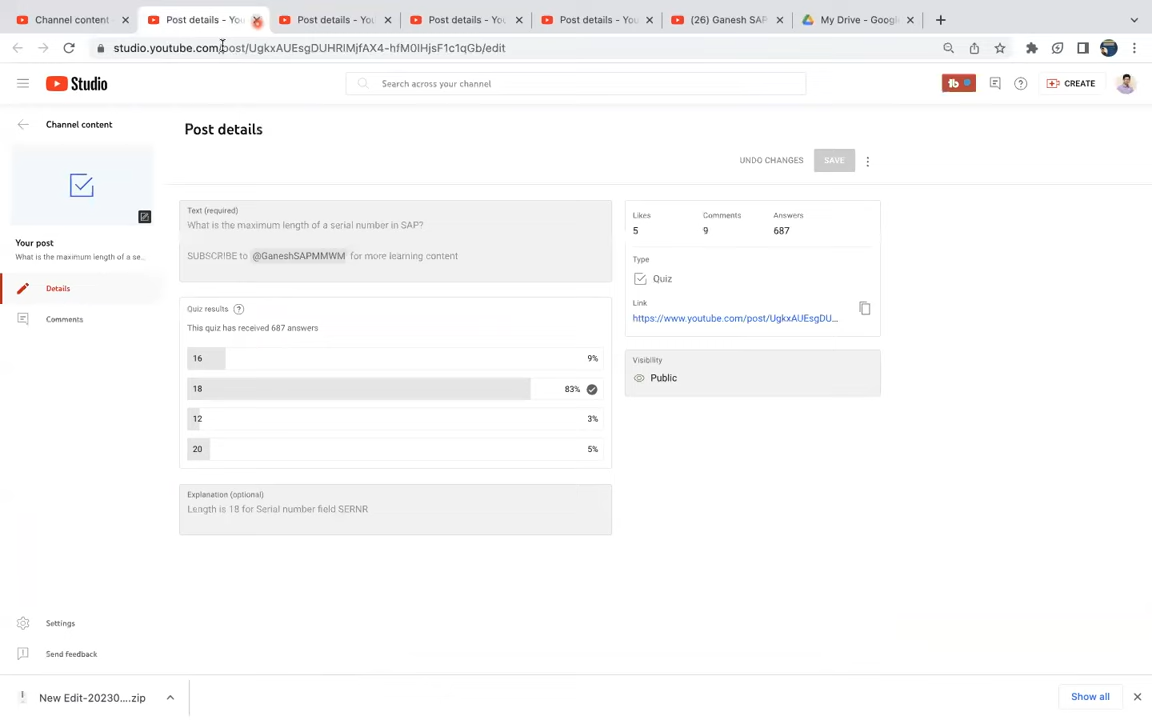 Channel content
Post details - You
Post details - You
Post details - You
Post details - You
(26) Ganesh SAP
My Drive - Google
studio.youtube.com/post/UgkxAUEsgDUHRlMjfAX4-hfM0IHjsF1c1qGb/edit
Studio
Search across your channel
tb
CREATE
Channel content
Post details
UNDO CHANGES
SAVE
Your post
What is the maximum length of a se...
Details
Comments
Settings
Send feedback
Text (required)
What is the maximum length of a serial number in SAP?
SUBSCRIBE to @GaneshSAPMMWM for more learning content
Quiz results
This quiz has received 687 answers
16 9%
18 83%
12 3%
20 5%
Explanation (optional)
Length is 18 for Serial number field SERNR
Likes Comments Answers
5 9 687
Type
Quiz
Link
https://www.youtube.com/post/UgkxAUEsgDU...
Visibility
Public
New Edit-20230....zip
Show all